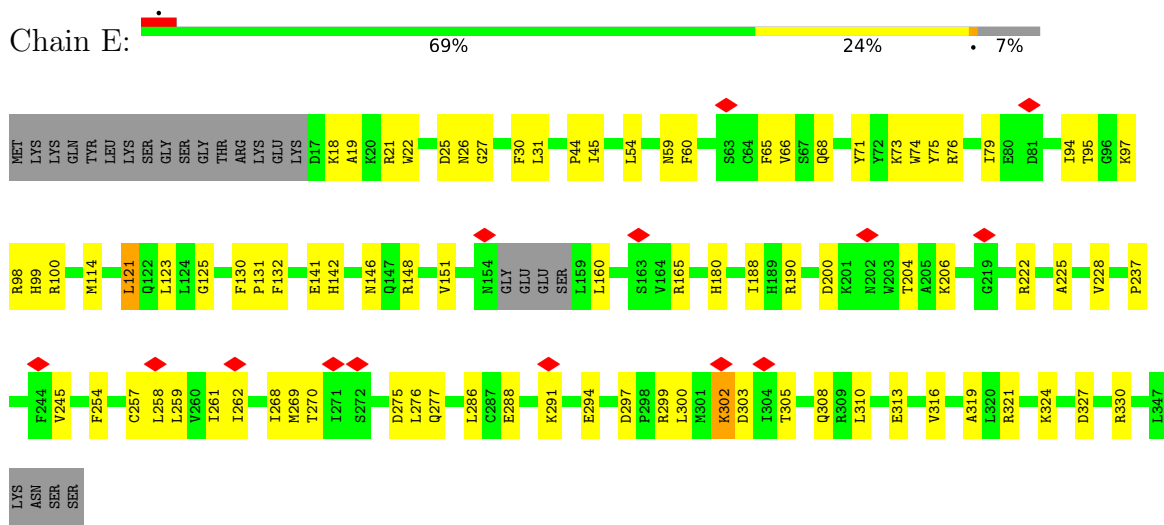 Chain E:
69% 24% • 7%
MET LYS LYS GLN TYR LEU LYS SER GLY SER GLY THR ARG LYS GLU LYS D17 K18 A19 K20 R21 W22 D25 N26 G27 F30 L31 P44 I45 L54 N59 F60 S63 C64 F65 V66 S67 Q68 Y71 Y72 K73 W74 Y75 R76 I79 E80 D81 I94 T95 G96 K97
R98 H99 R100 M114 L121 Q122 L123 L124 G125 F130 P131 F132 E141 H142 N146 Q147 R148 V151 N154 GLY GLU GLU SER L159 L160 S163 V164 R165 H180 I188 H189 R190 D200 K201 N202 W203 T204 A205 K206 G219 R222 A225 V228 P237
F244 V245 F254 C257 L258 L259 V260 I261 I262 I268 M269 T270 I271 S272 D275 L276 Q277 L286 C287 E288 K291 E294 D297 P298 R299 L300 M301 K302 D303 I304 T305 Q308 R309 L310 E313 V316 A319 L320 R321 K324 D327 R330 L347
LYS ASN SER SER